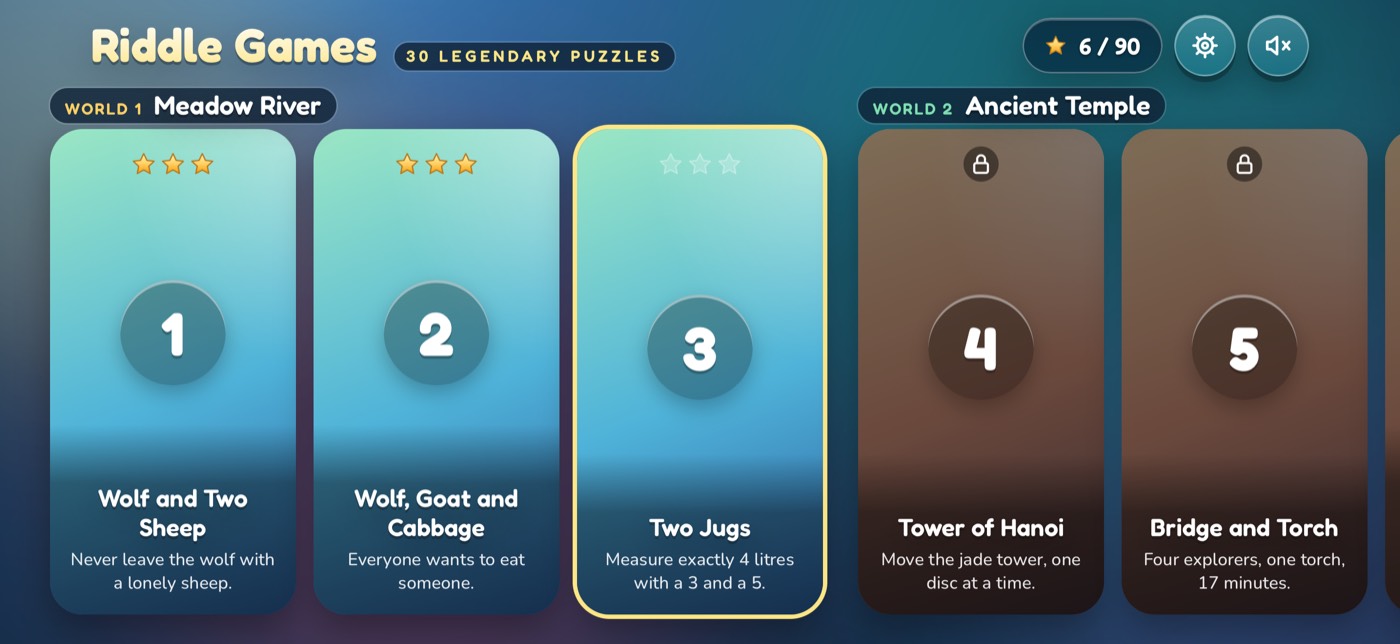 Riddle Games
30 LEGENDARY PUZZLES
6 / 90
WORLD 1 Meadow River
WORLD 2 Ancient Temple
1
Wolf and Two
Sheep
Never leave the wolf with
a lonely sheep.
2
Wolf, Goat and
Cabbage
Everyone wants to eat
someone.
3
Two Jugs
Measure exactly 4 litres
with a 3 and a 5.
4
Tower of Hanoi
Move the jade tower, one
disc at a time.
5
Bridge and Torch
Four explorers, one torch,
17 minutes.